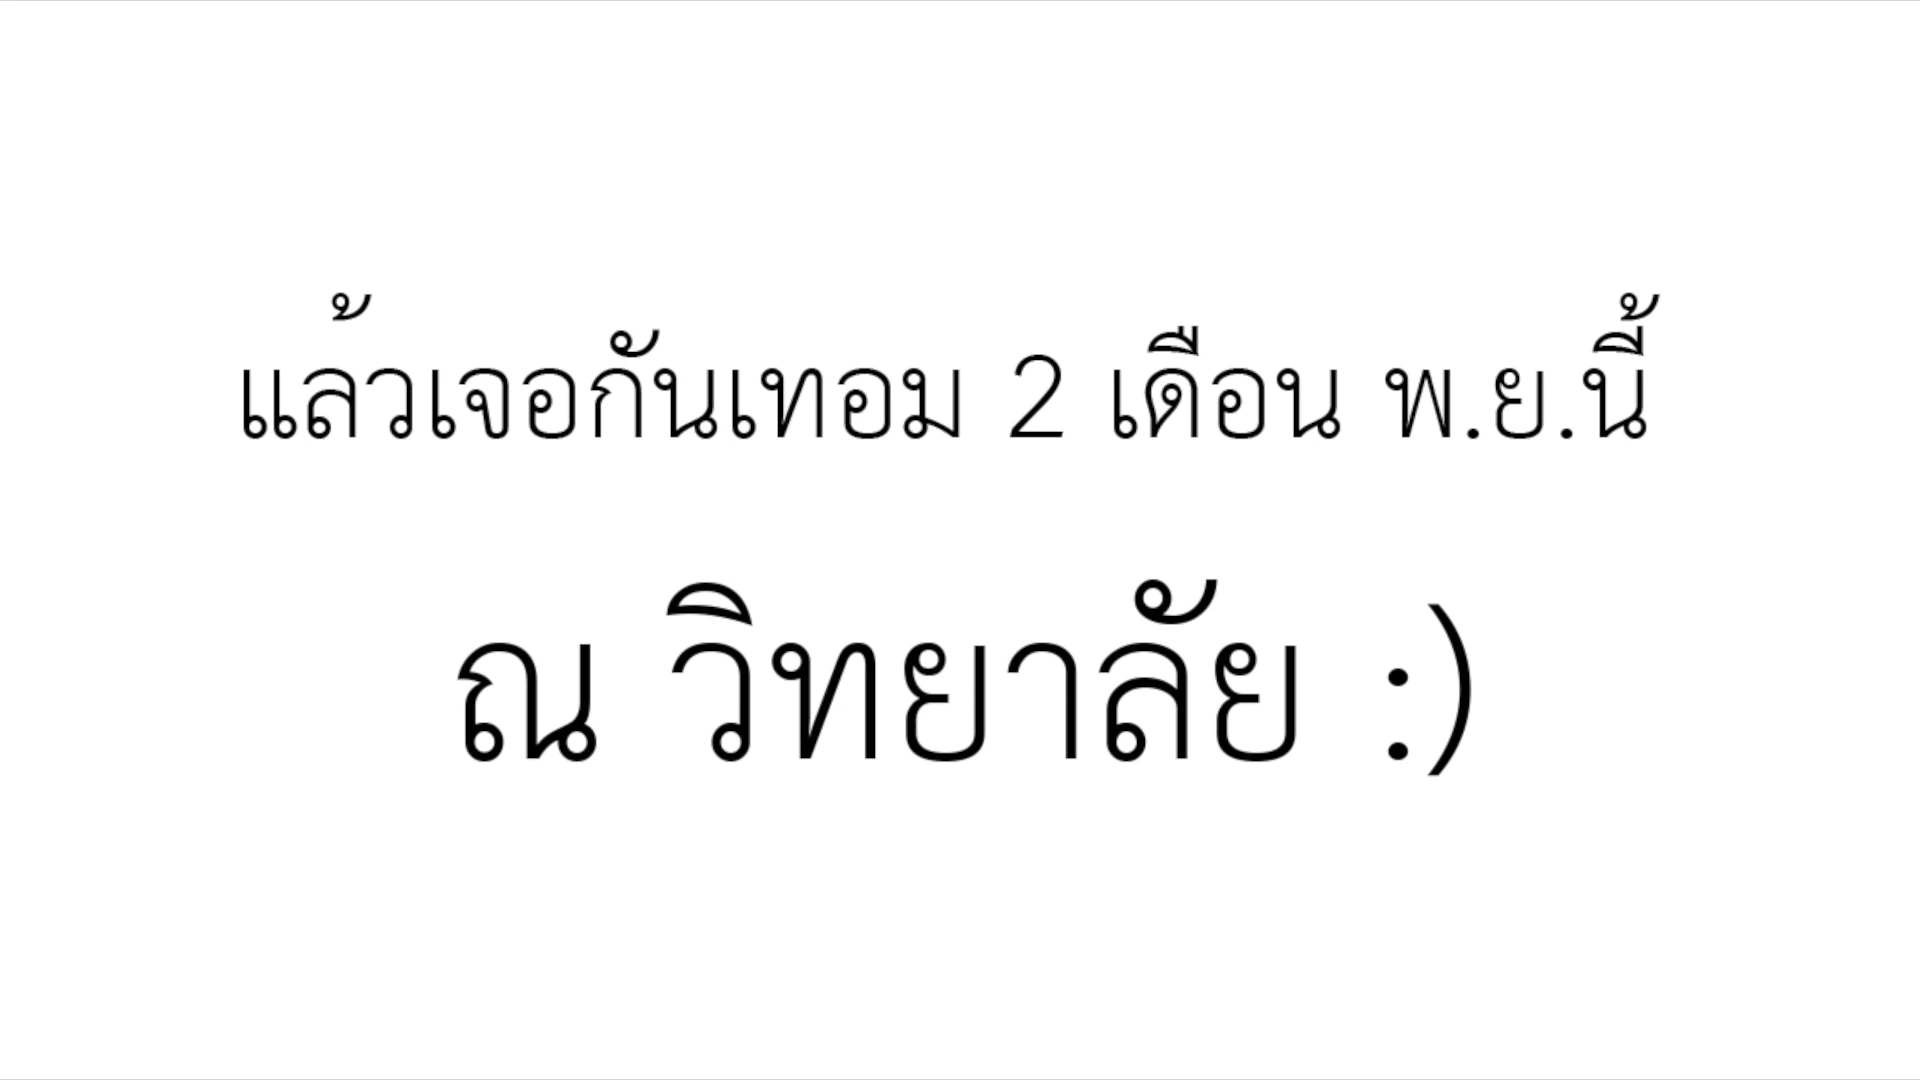 แล้วเจอกันเทอม 2 เดือน พ.ย.นี้
ณ วิทยาลัย :)